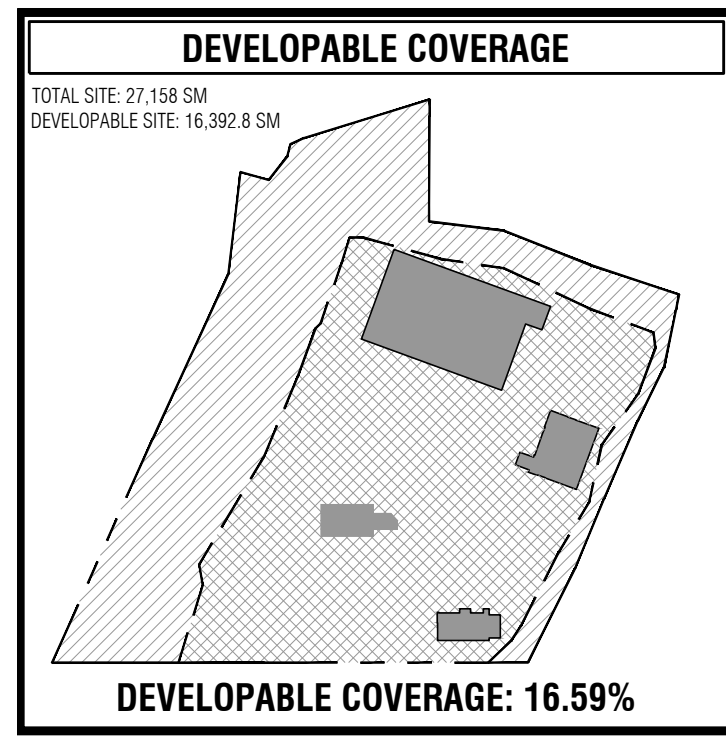 DEVELOPABLE COVERAGE
TOTAL SITE: 27,158 SM
DEVELOPABLE SITE: 16,392.8 SM
DEVELOPABLE COVERAGE: 16.59%